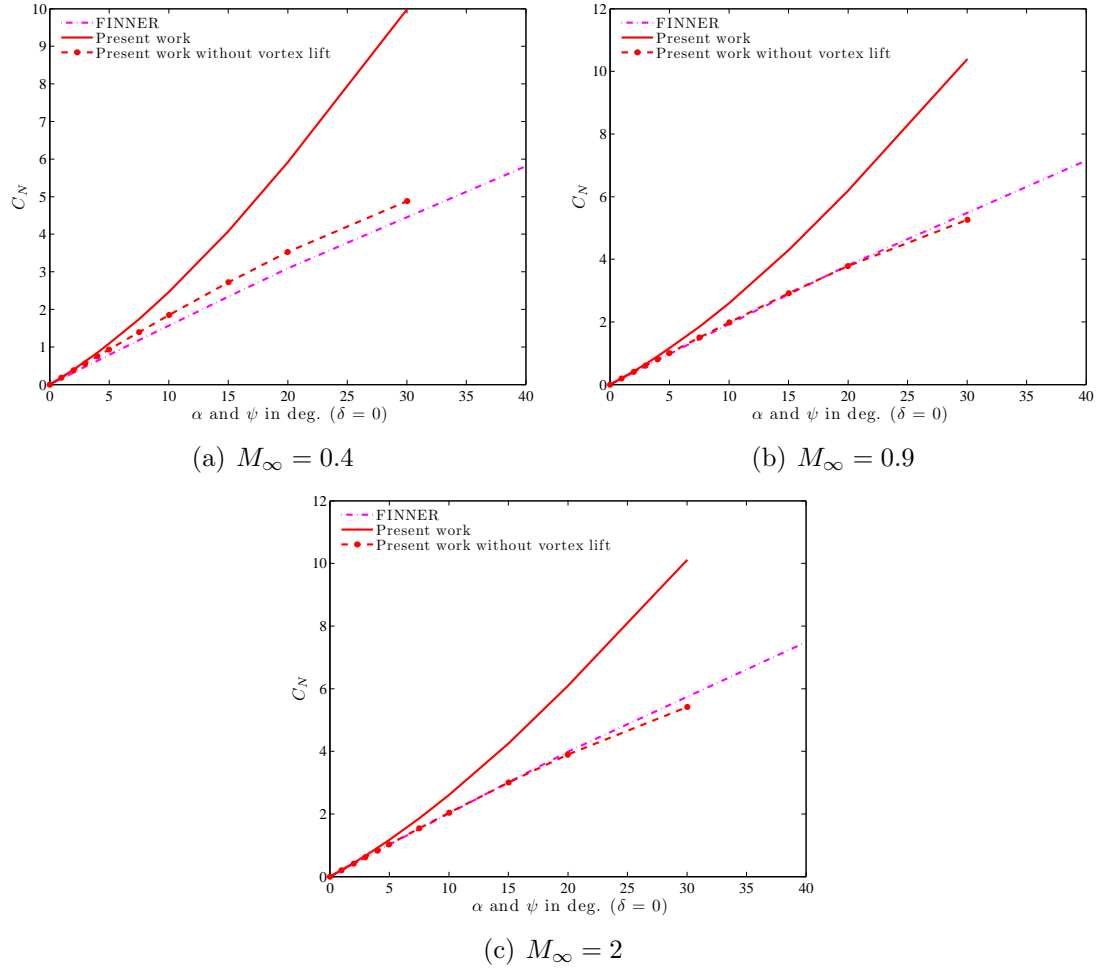 10
9
8
7
6
5
4
3
2
1
0
C_N
FINNER
Present work
Present work without vortex lift
0 5 10 15 20 25 30 35 40
α and ψ in deg. (δ = 0)
(a) M∞ = 0.4
12
10
8
6
4
2
0
C_N
FINNER
Present work
Present work without vortex lift
0 5 10 15 20 25 30 35 40
α and ψ in deg. (δ = 0)
(b) M∞ = 0.9
12
10
8
6
4
2
0
C_N
FINNER
Present work
Present work without vortex lift
0 5 10 15 20 25 30 35 40
α and ψ in deg. (δ = 0)
(c) M∞ = 2